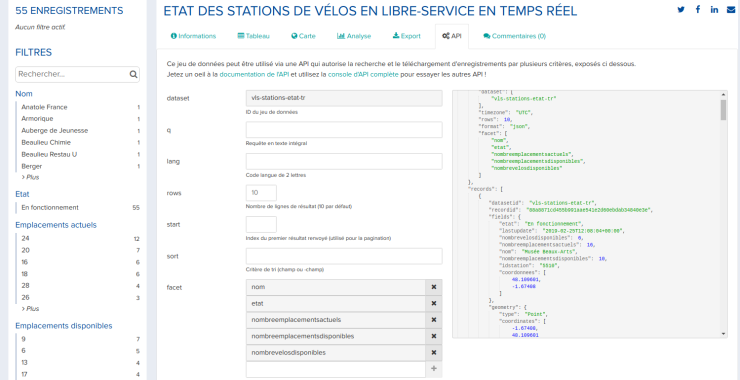 55 ENREGISTREMENTS
Aucun filtre actif.
FILTRES
Rechercher...
Nom
Anatole France 1
Armorique 1
Auberge de Jeunesse 1
Beaulieu Chimie 1
Beaulieu Restau U 1
Berger 1
> Plus
Etat
En fonctionnement 55
Emplacements actuels
24 12
20 7
16 6
18 6
28 4
26 3
> Plus
Emplacements disponibles
9 7
6 5
13 4
17 4
ETAT DES STATIONS DE VÉLOS EN LIBRE-SERVICE EN TEMPS RÉEL
Informations Tableau Carte Analyse Export API Commentaires (0)
Ce jeu de données peut être utilisé via une API qui autorise la recherche et le téléchargement d'enregistrements par plusieurs critères, exposés ci dessous.
Jetez un oeil à la documentation de l'API et utilisez la console d'API complète pour essayer les autres API !
dataset
vls-stations-etat-tr
ID du jeu de données
q
Requête en texte intégral
lang
Code langue de 2 lettres
rows
10
Nombre de lignes de résultat (10 par défaut)
start
Index du premier résultat renvoyé (utilisé pour la pagination)
sort
Critère de tri (champ ou -champ)
facet
nom
etat
nombreemplacementsactuels
nombreemplacementsdisponibles
nombrevelosdisponibles
"dataset": [
"vls-stations-etat-tr"
],
"timezone": "UTC",
"rows": 10,
"format": "json",
"facet": [
"nom",
"etat",
"nombreemplacementsactuels",
"nombreemplacementsdisponibles",
"nombrevelosdisponibles"
]
},
"records": [
{
"datasetid": "vls-stations-etat-tr",
"recordid":
"fields": {
"etat": "En fonctionnement",
"lastupdate":
"nombrevelosdisponibles": 0,
"nombreemplacementsactuels": 10,
"nom": "Musée Beaux-Arts",
"nombreemplacementsdisponibles": 10,
"idstation": "5510",
"coordonnees": [
48.109601,
-1.67408
]
},
"geometry": {
"type": "Point",
"coordinates": [
-1.67408,
48.109601